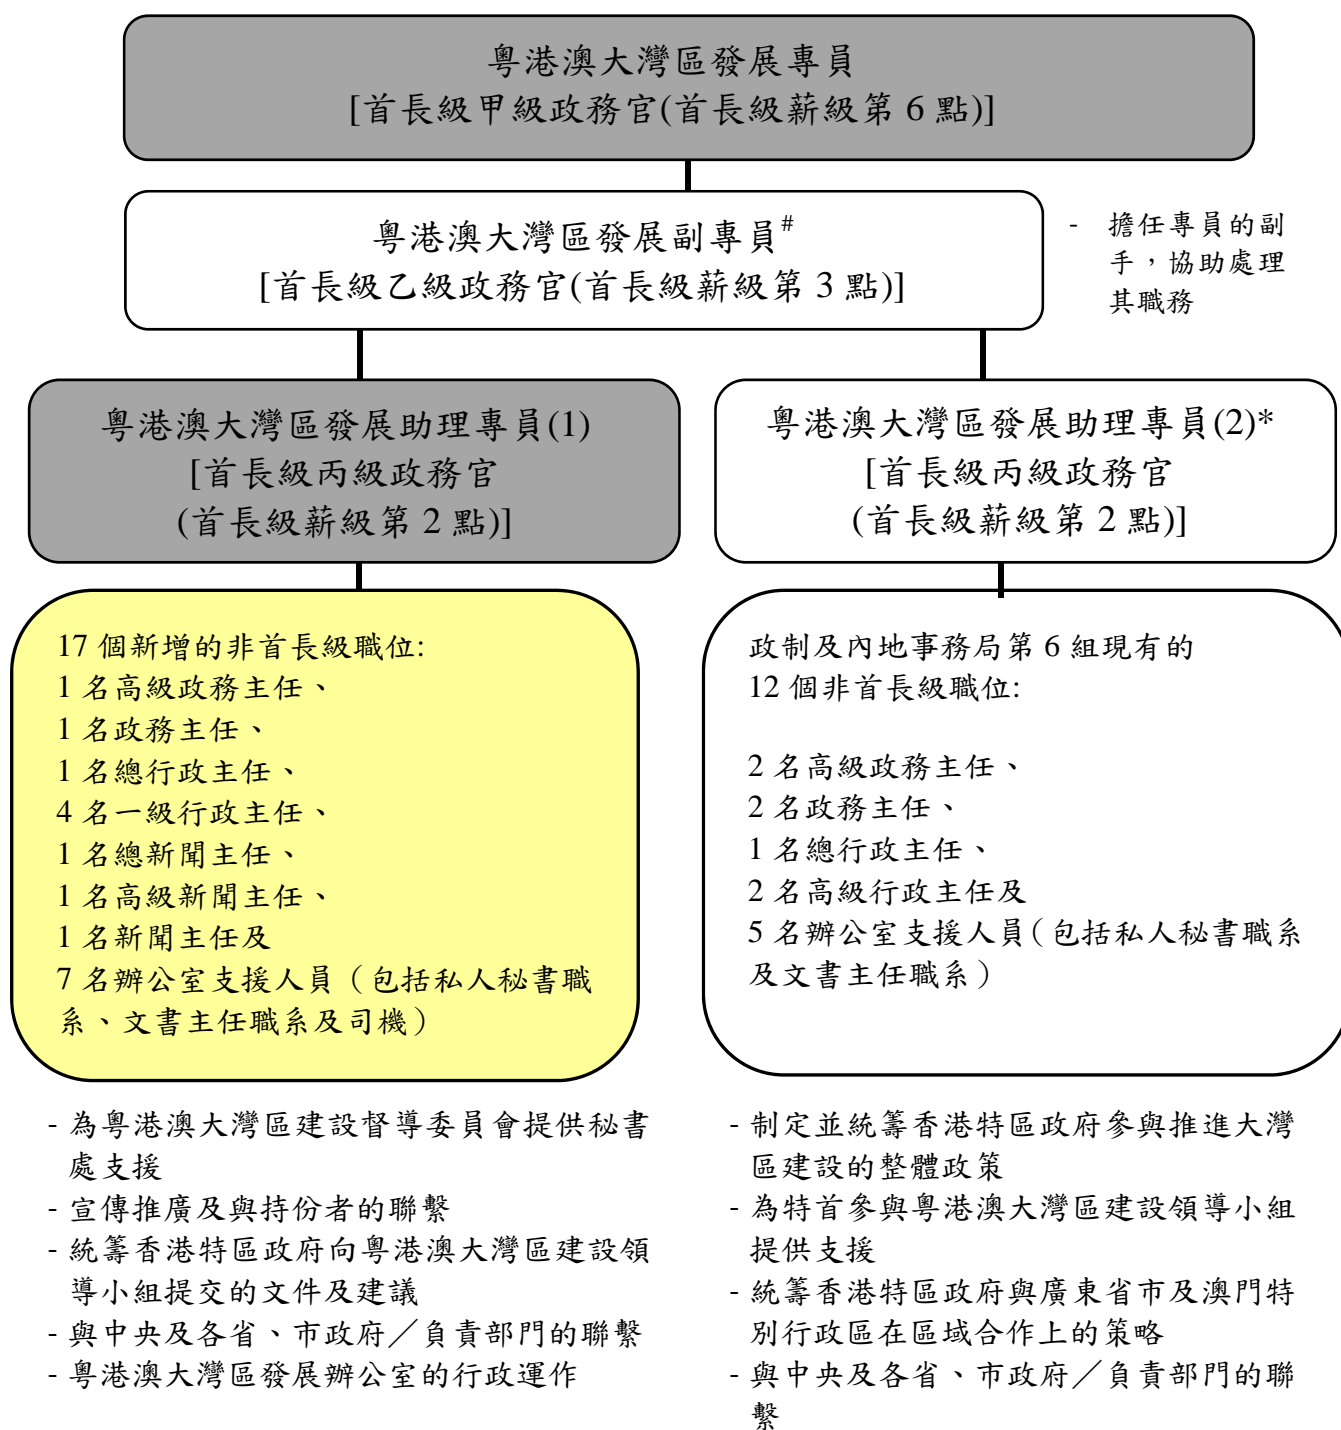 粵港澳大灣區發展專員
[首長級甲級政務官(首長級薪級第 6 點)]
粵港澳大灣區發展副專員#
[首長級乙級政務官(首長級薪級第 3 點)]
- 擔任專員的副
手，協助處理
其職務
粵港澳大灣區發展助理專員(1)
[首長級丙級政務官
(首長級薪級第 2 點)]
粵港澳大灣區發展助理專員(2)*
[首長級丙級政務官
(首長級薪級第 2 點)]
17 個新增的非首長級職位:
1 名高級政務主任、
1 名政務主任、
1 名總行政主任、
4 名一級行政主任、
1 名總新聞主任、
1 名高級新聞主任、
1 名新聞主任及
7 名辦公室支援人員（包括私人秘書職
系、文書主任職系及司機）
政制及內地事務局第 6 組現有的
12 個非首長級職位:
2 名高級政務主任、
2 名政務主任、
1 名總行政主任、
2 名高級行政主任及
5 名辦公室支援人員（包括私人秘書職系
及文書主任職系）
- 為粵港澳大灣區建設督導委員會提供秘書
處支援
- 宣傳推廣及與持份者的聯繫
- 統籌香港特區政府向粵港澳大灣區建設領
導小組提交的文件及建議
- 與中央及各省、市政府／負責部門的聯繫
- 粵港澳大灣區發展辦公室的行政運作
- 制定並統籌香港特區政府參與推進大灣
區建設的整體政策
- 為特首參與粵港澳大灣區建設領導小組
提供支援
- 統籌香港特區政府與廣東省市及澳門特
別行政區在區域合作上的策略
- 與中央及各省、市政府／負責部門的聯
繫